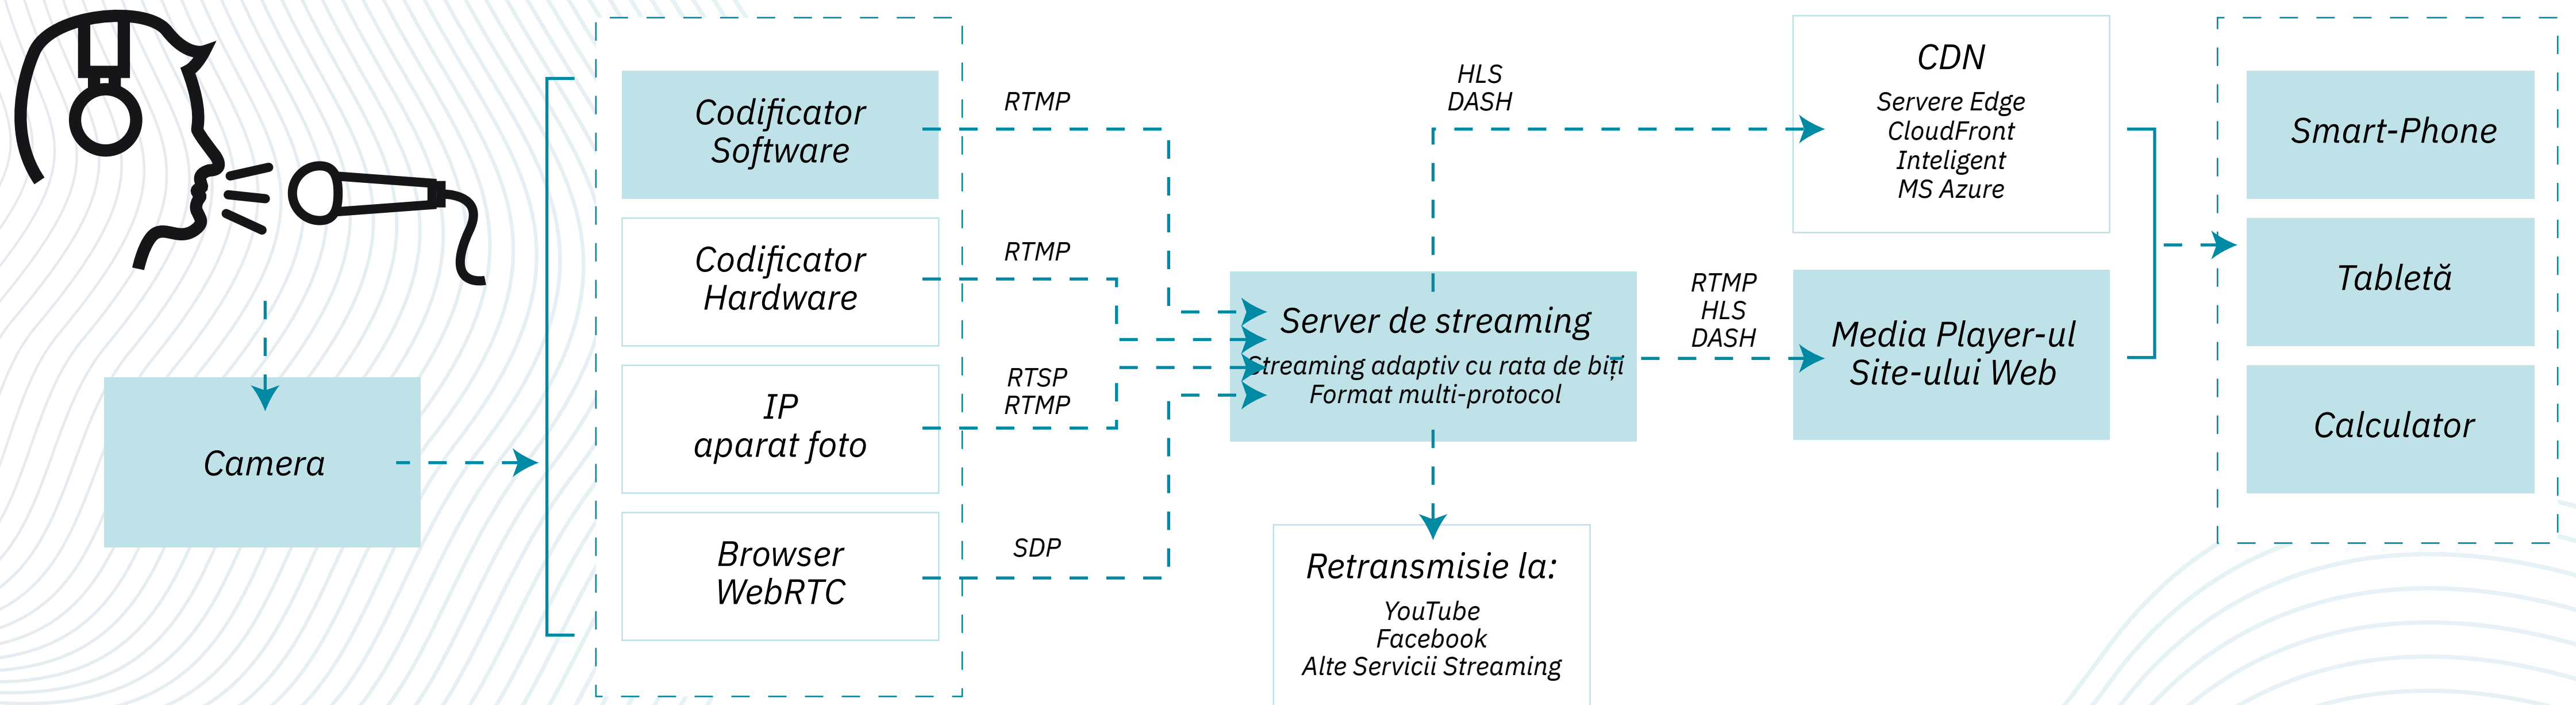 Camera
Codificator
Software
Codificator
Hardware
IP
aparat foto
Browser
WebRTC
RTMP
RTMP
RTSP
RTMP
SDP
Server de streaming
Streaming adaptiv cu rata de biți
Format multi-protocol
HLS
DASH
RTMP
HLS
DASH
Retransmisie la:
YouTube
Facebook
Alte Servicii Streaming
CDN
Servere Edge
CloudFront
Inteligent
MS Azure
Media Player-ul
Site-ului Web
Smart-Phone
Tabletă
Calculator